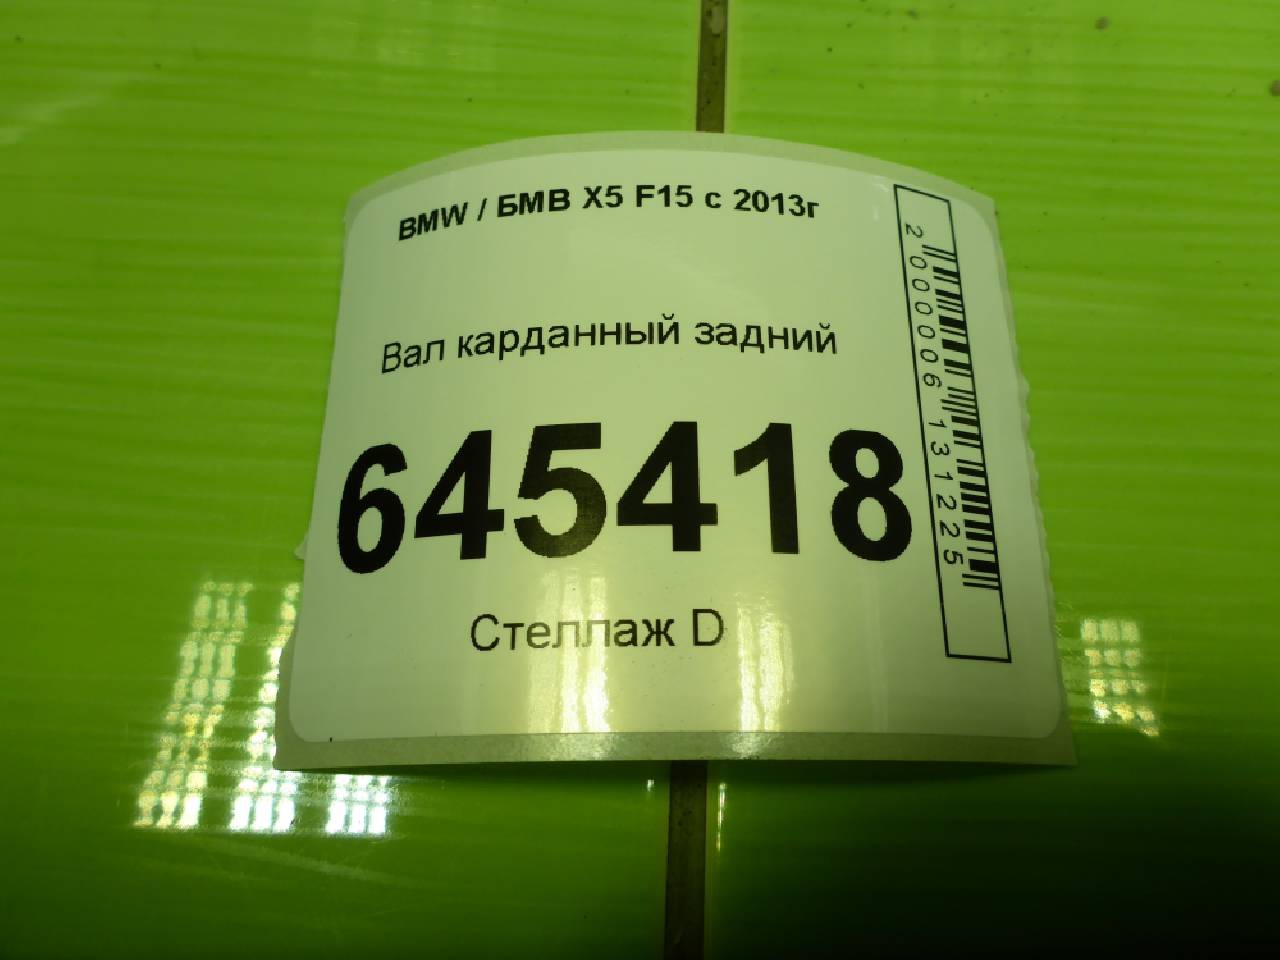 BMW / БМВ X5 F15 с 2013г
Вал карданный задний
645418
Стеллаж D
2000006131225